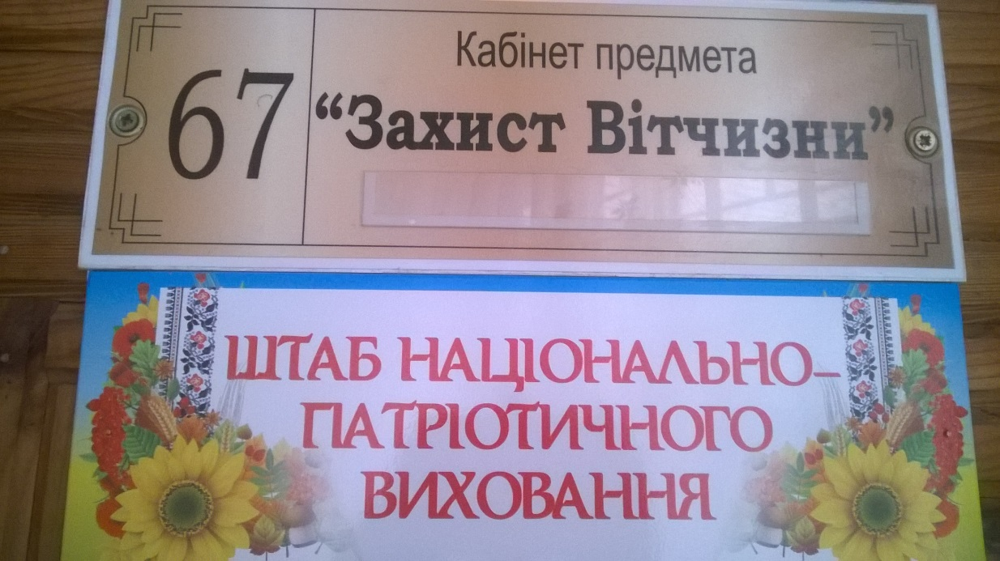 67
Кабінет предмета
“Захист Вітчизни”
ШТАБ НАЦІОНАЛЬНО–
ПАТРІОТИЧНОГО
ВИХОВАННЯ